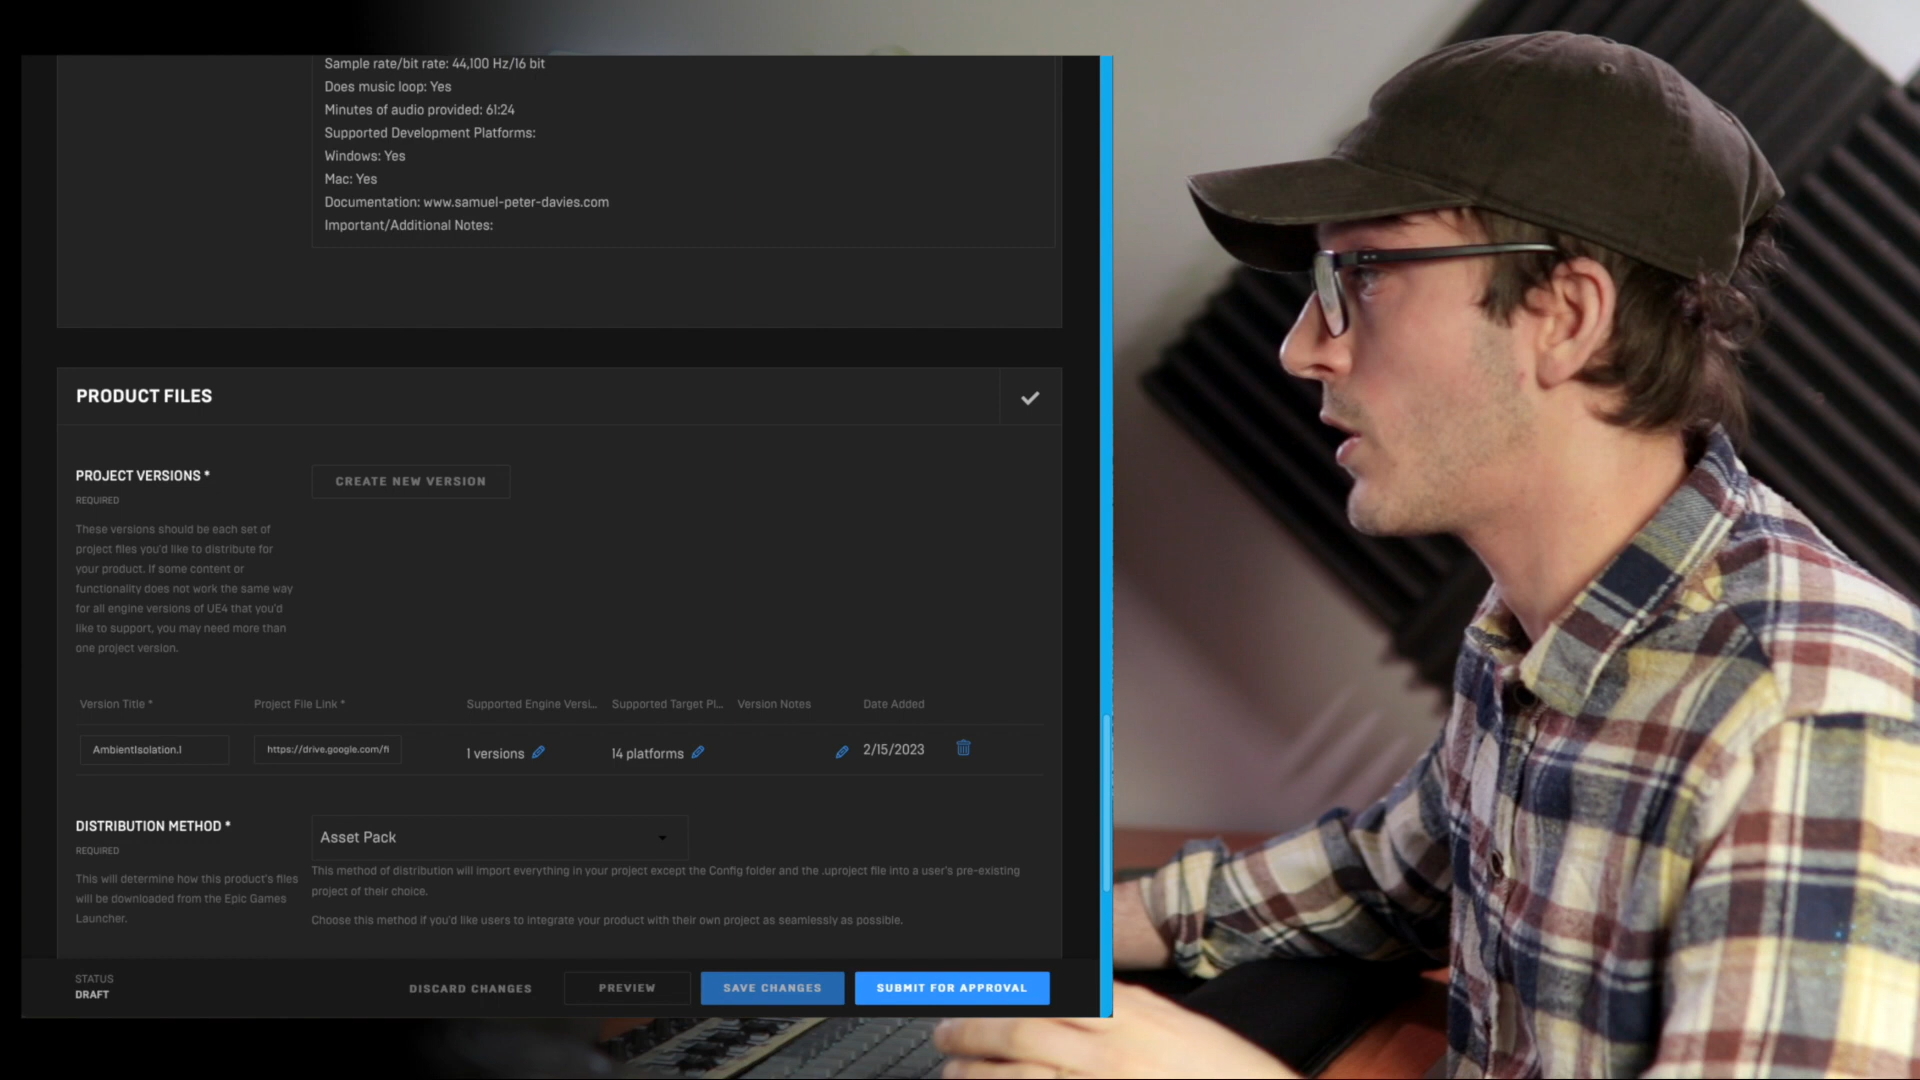 Sample rate/bit rate: 44,100 Hz/16 bit
Does music loop: Yes
Minutes of audio provided: 61:24
Supported Development Platforms:
Windows: Yes
Mac: Yes
Documentation: www.samuel-peter-davies.com
Important/Additional Notes:
PRODUCT FILES
PROJECT VERSIONS *
REQUIRED
CREATE NEW VERSION
These versions should be each set of
project files you'd like to distribute for
your product. If some content or
functionality does not work the same way
for all engine versions of UE4 that you'd
like to support, you may need more than
one project version.
Version Title * Project File Link * Supported Engine Versi... Supported Target Pl... Version Notes Date Added
AmbientIsolation.1 https://drive.google.com/fi 1 versions 14 platforms 2/15/2023
DISTRIBUTION METHOD *
REQUIRED
This will determine how this product's files
will be downloaded from the Epic Games
Launcher.
Asset Pack
This method of distribution will import everything in your project except the Config folder and the .uproject file into a user's pre-existing
project of their choice.
Choose this method if you'd like users to integrate your product with their own project as seamlessly as possible.
STATUS
DRAFT
DISCARD CHANGES PREVIEW SAVE CHANGES SUBMIT FOR APPROVAL